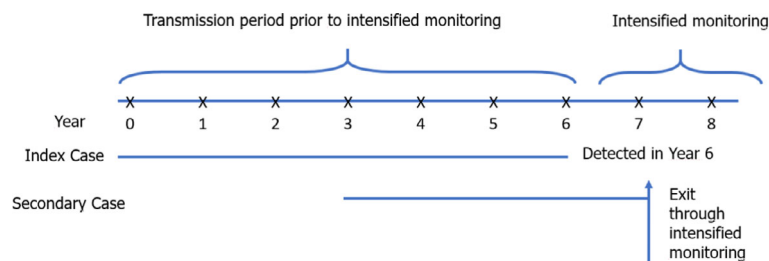 Transmission period prior to intensified monitoring
Intensified monitoring
X X X X X X X X X
Year 0 1 2 3 4 5 6 7 8
Index Case Detected in Year 6
Secondary Case Exit
through
intensified
monitoring